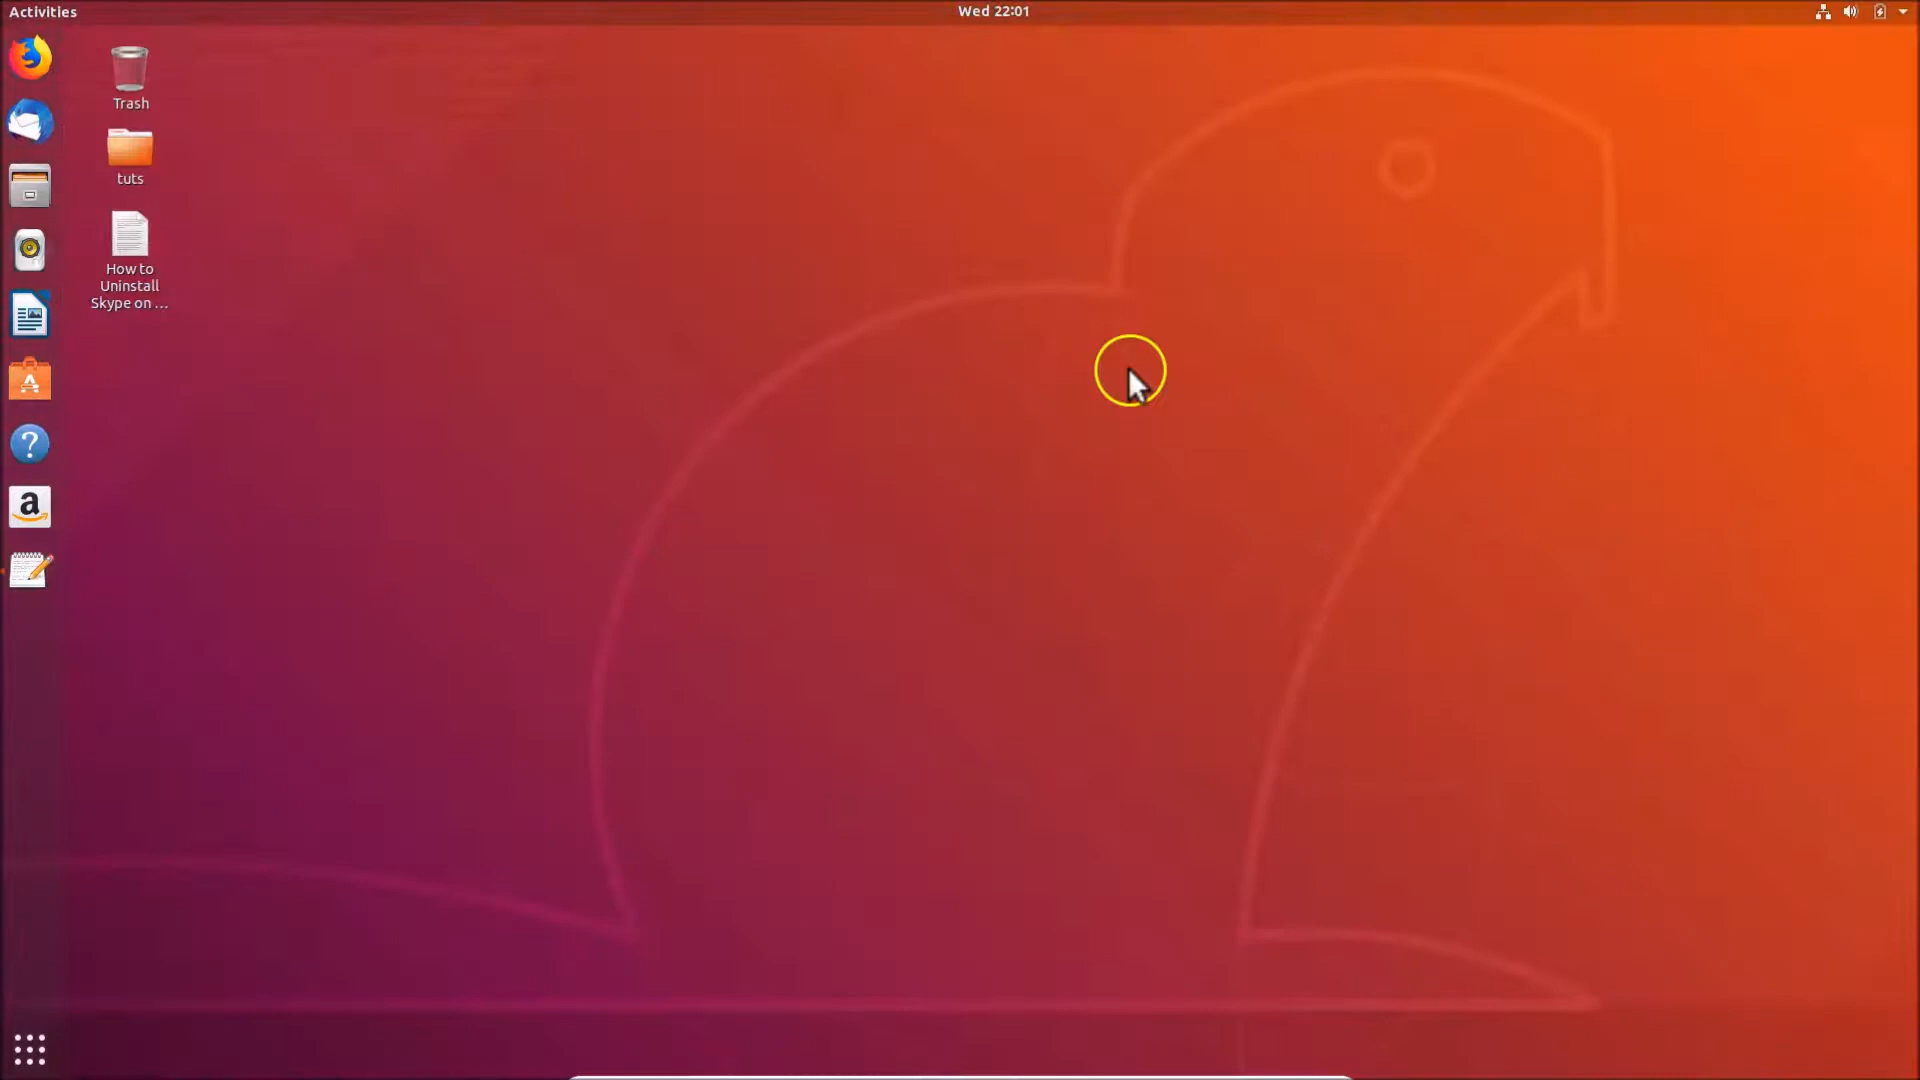 Activities
Wed 22:01
Trash
tuts
How to
Uninstall
Skype on ...